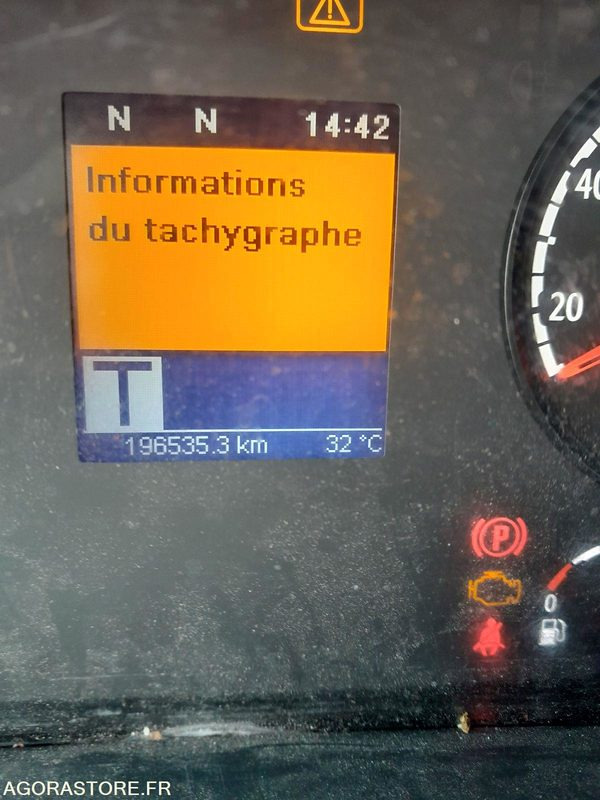 N N 14:42
Informations
du tachygraphe
40
20
T
196535.3 km 32 °C
P
0
AGORASTORE.FR